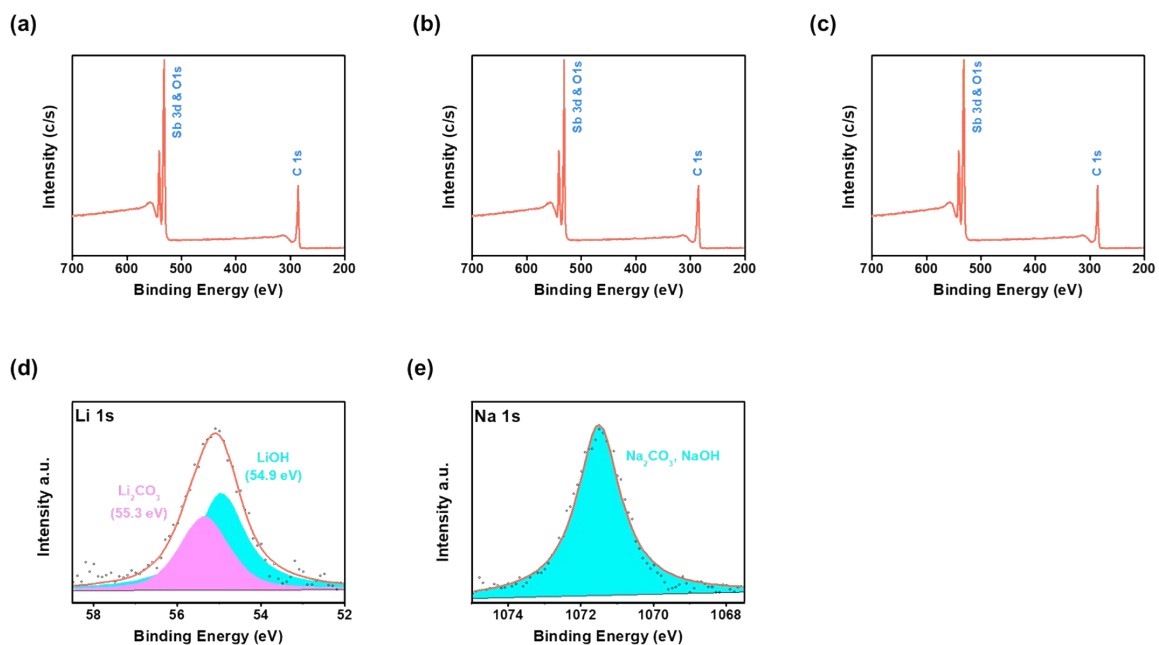 (a)
Intensity (c/s)
Sb 3d & O1s
C 1s
700 600 500 400 300 200
Binding Energy (eV)
(b)
Intensity (c/s)
Sb 3d & O1s
C 1s
700 600 500 400 300 200
Binding Energy (eV)
(c)
Intensity (c/s)
Sb 3d & O1s
C 1s
700 600 500 400 300 200
Binding Energy (eV)
(d)
Intensity a.u.
Li 1s
LiOH
(54.9 eV)
Li₂CO₃
(55.3 eV)
58 56 54 52
Binding Energy (eV)
(e)
Intensity a.u.
Na 1s
Na₂CO₃, NaOH
1074 1072 1070 1068
Binding Energy (eV)